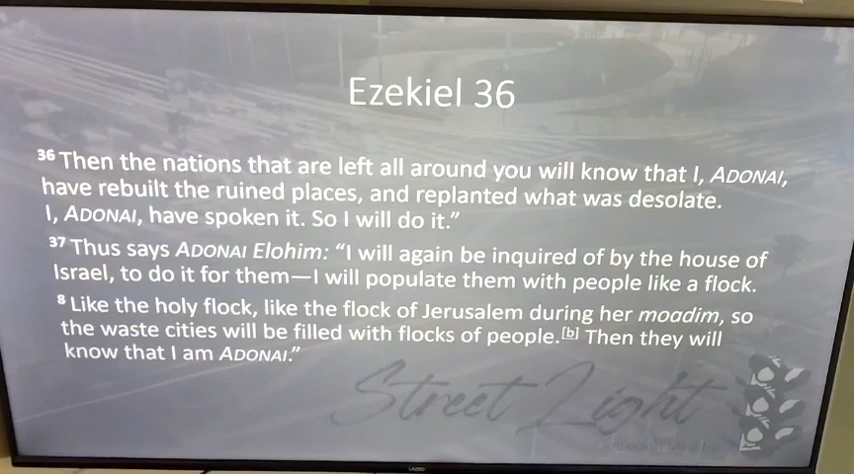 Ezekiel 36
36 Then the nations that are left all around you will know that I, ADONAI,
have rebuilt the ruined places, and replanted what was desolate.
I, ADONAI, have spoken it. So I will do it.”
37 Thus says ADONAI Elohim: “I will again be inquired of by the house of
Israel, to do it for them—I will populate them with people like a flock.
8 Like the holy flock, like the flock of Jerusalem during her moadim, so
the waste cities will be filled with flocks of people.[b] Then they will
know that I am ADONAI.”
Street Light
VIZIO